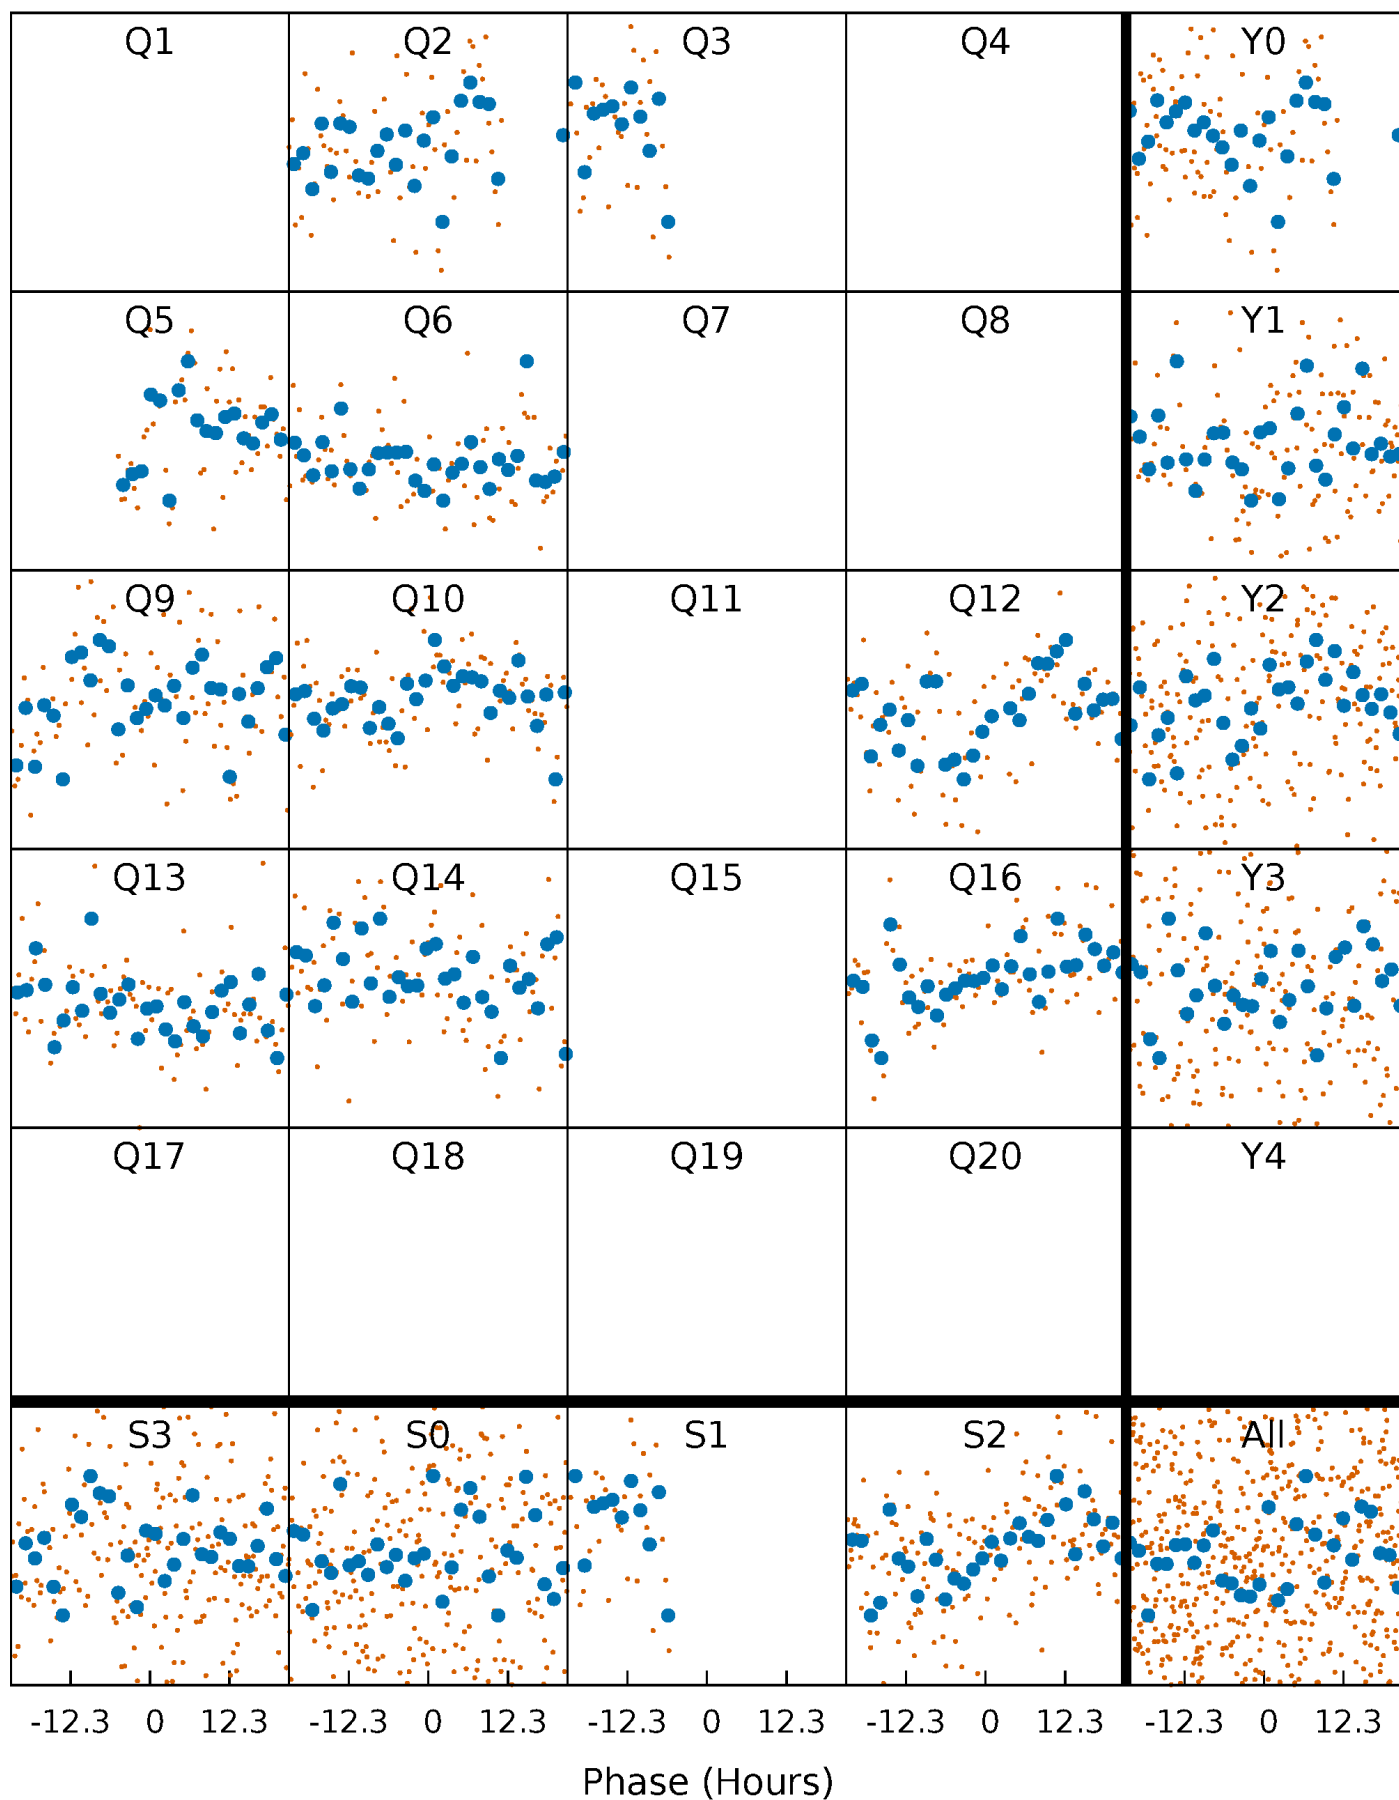 Q1 Q2 Q3 Q4 Y0
Q5 Q6 Q7 Q8 Y1
Q9 Q10 Q11 Q12 Y2
Q13 Q14 Q15 Q16 Y3
Q17 Q18 Q19 Q20 Y4
S3 S0 S1 S2 All
-12.3 0 12.3 -12.3 0 12.3 -12.3 0 12.3 -12.3 0 12.3 -12.3 0 12.3
Phase (Hours)